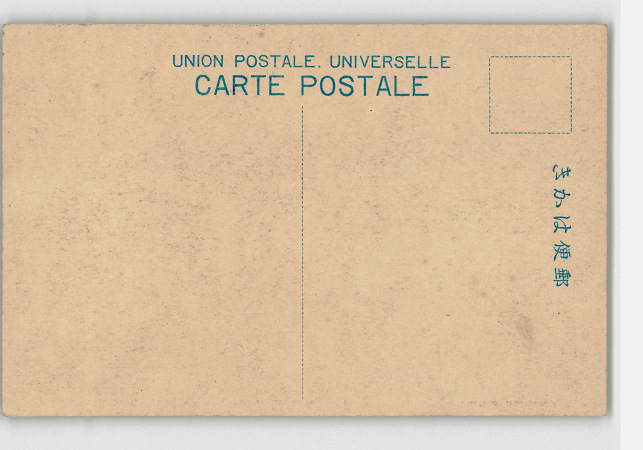 UNION POSTALE. UNIVERSELLE
CARTE POSTALE
郵便はかき